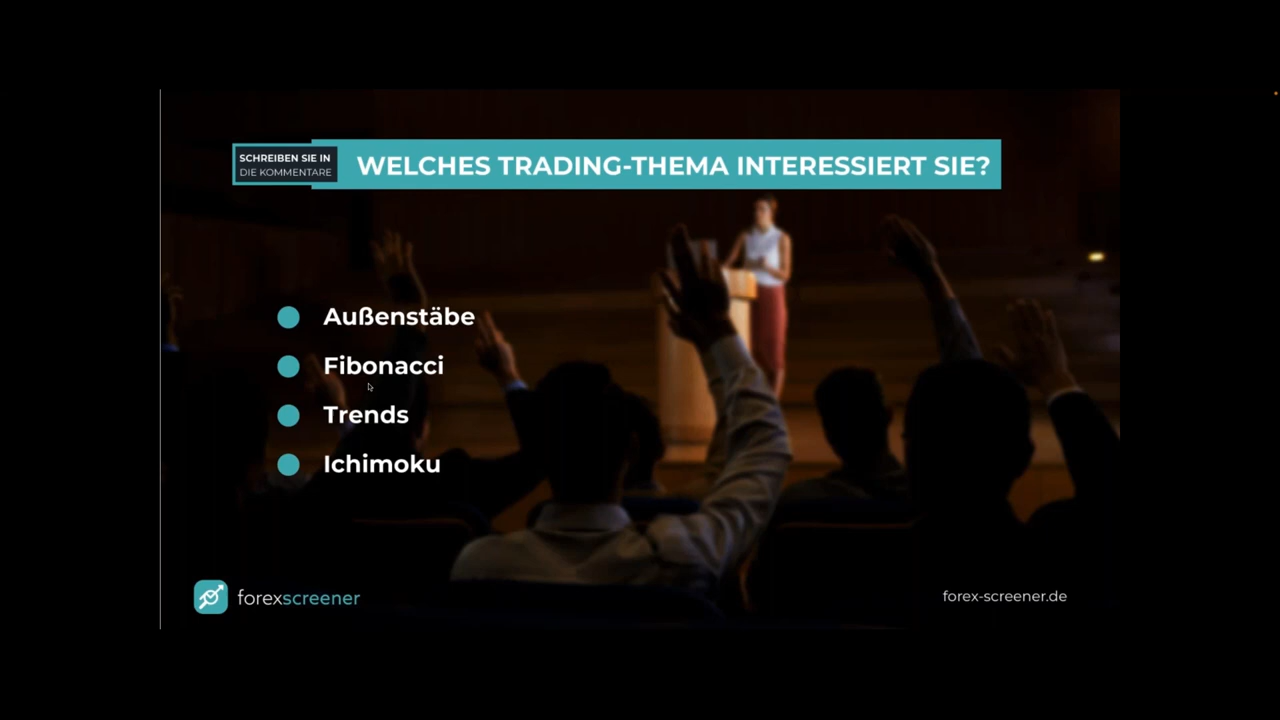 SCHREIBEN SIE IN
DIE KOMMENTARE
WELCHES TRADING-THEMA INTERESSIERT SIE?
Außenstäbe
Fibonacci
Trends
Ichimoku
forexscreener
forex-screener.de